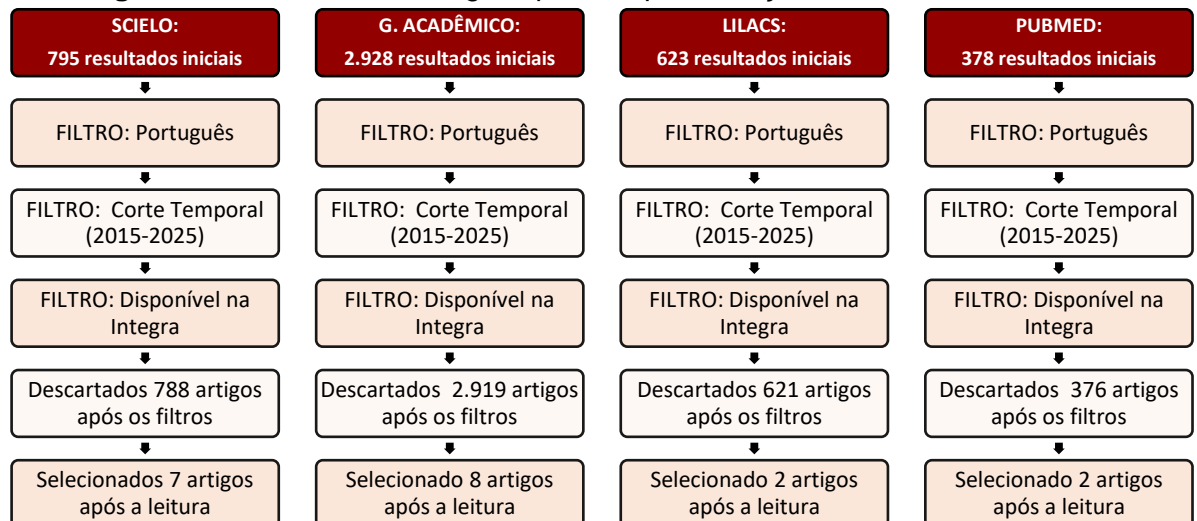 SCIELO:
795 resultados iniciais
FILTRO: Português
FILTRO: Corte Temporal
(2015-2025)
FILTRO: Disponível na
Integra
Descartados 788 artigos
após os filtros
Selecionados 7 artigos
após a leitura
G. ACADÊMICO:
2.928 resultados iniciais
FILTRO: Português
FILTRO: Corte Temporal
(2015-2025)
FILTRO: Disponível na
Integra
Descartados 2.919 artigos
após os filtros
Selecionado 8 artigos
após a leitura
LILACS:
623 resultados iniciais
FILTRO: Português
FILTRO: Corte Temporal
(2015-2025)
FILTRO: Disponível na
Integra
Descartados 621 artigos
após os filtros
Selecionado 2 artigos
após a leitura
PUBMED:
378 resultados iniciais
FILTRO: Português
FILTRO: Corte Temporal
(2015-2025)
FILTRO: Disponível na
Integra
Descartados 376 artigos
após os filtros
Selecionado 2 artigos
após a leitura